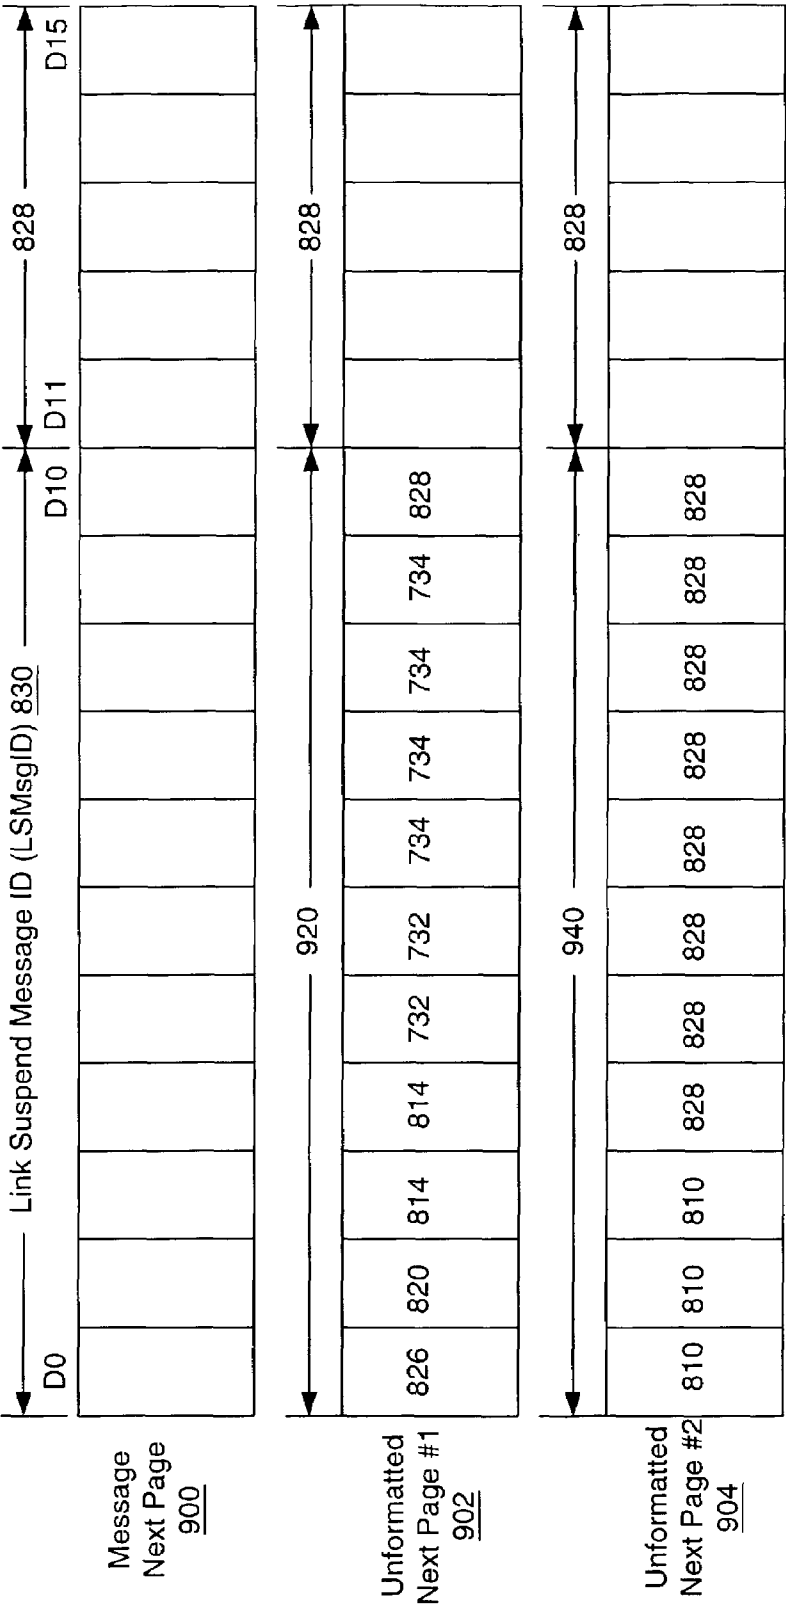 Link Suspend Message ID (LSMsgID) 830
828
D0
D10
D11
D15
Message
Next Page
900
920
828
Unformatted
Next Page #1
902
826 820 814 814 732 732 734 734 734 734 828
940
828
Unformatted
Next Page #2
904
810 810 810 828 828 828 828 828 828 828 828